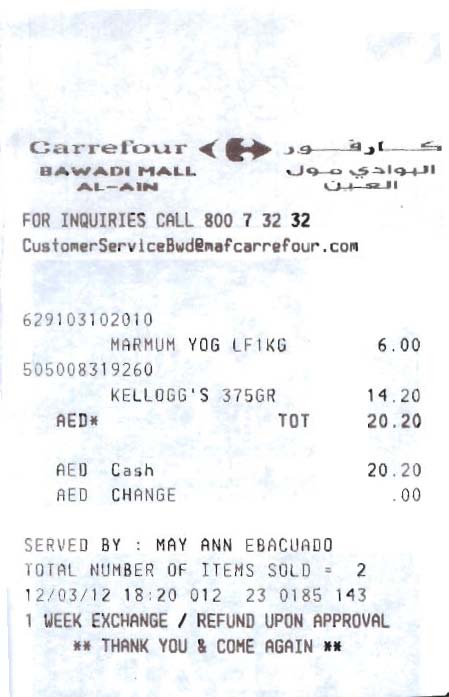 Carrefour كارفور
BAWADI MALL البوادي مول
AL-AIN العين
FOR INQUIRIES CALL 800 7 32 32
CustomerServiceBwd@mafcarrefour.com
629103102010
MARMUM YOG LF1KG 6.00
505008319260
KELLOGG'S 375GR 14.20
AED* TOT 20.20
AED Cash 20.20
AED CHANGE .00
SERVED BY : MAY ANN EBACUADO
TOTAL NUMBER OF ITEMS SOLD = 2
12/03/12 18:20 012 23 0185 143
1 WEEK EXCHANGE / REFUND UPON APPROVAL
** THANK YOU & COME AGAIN **